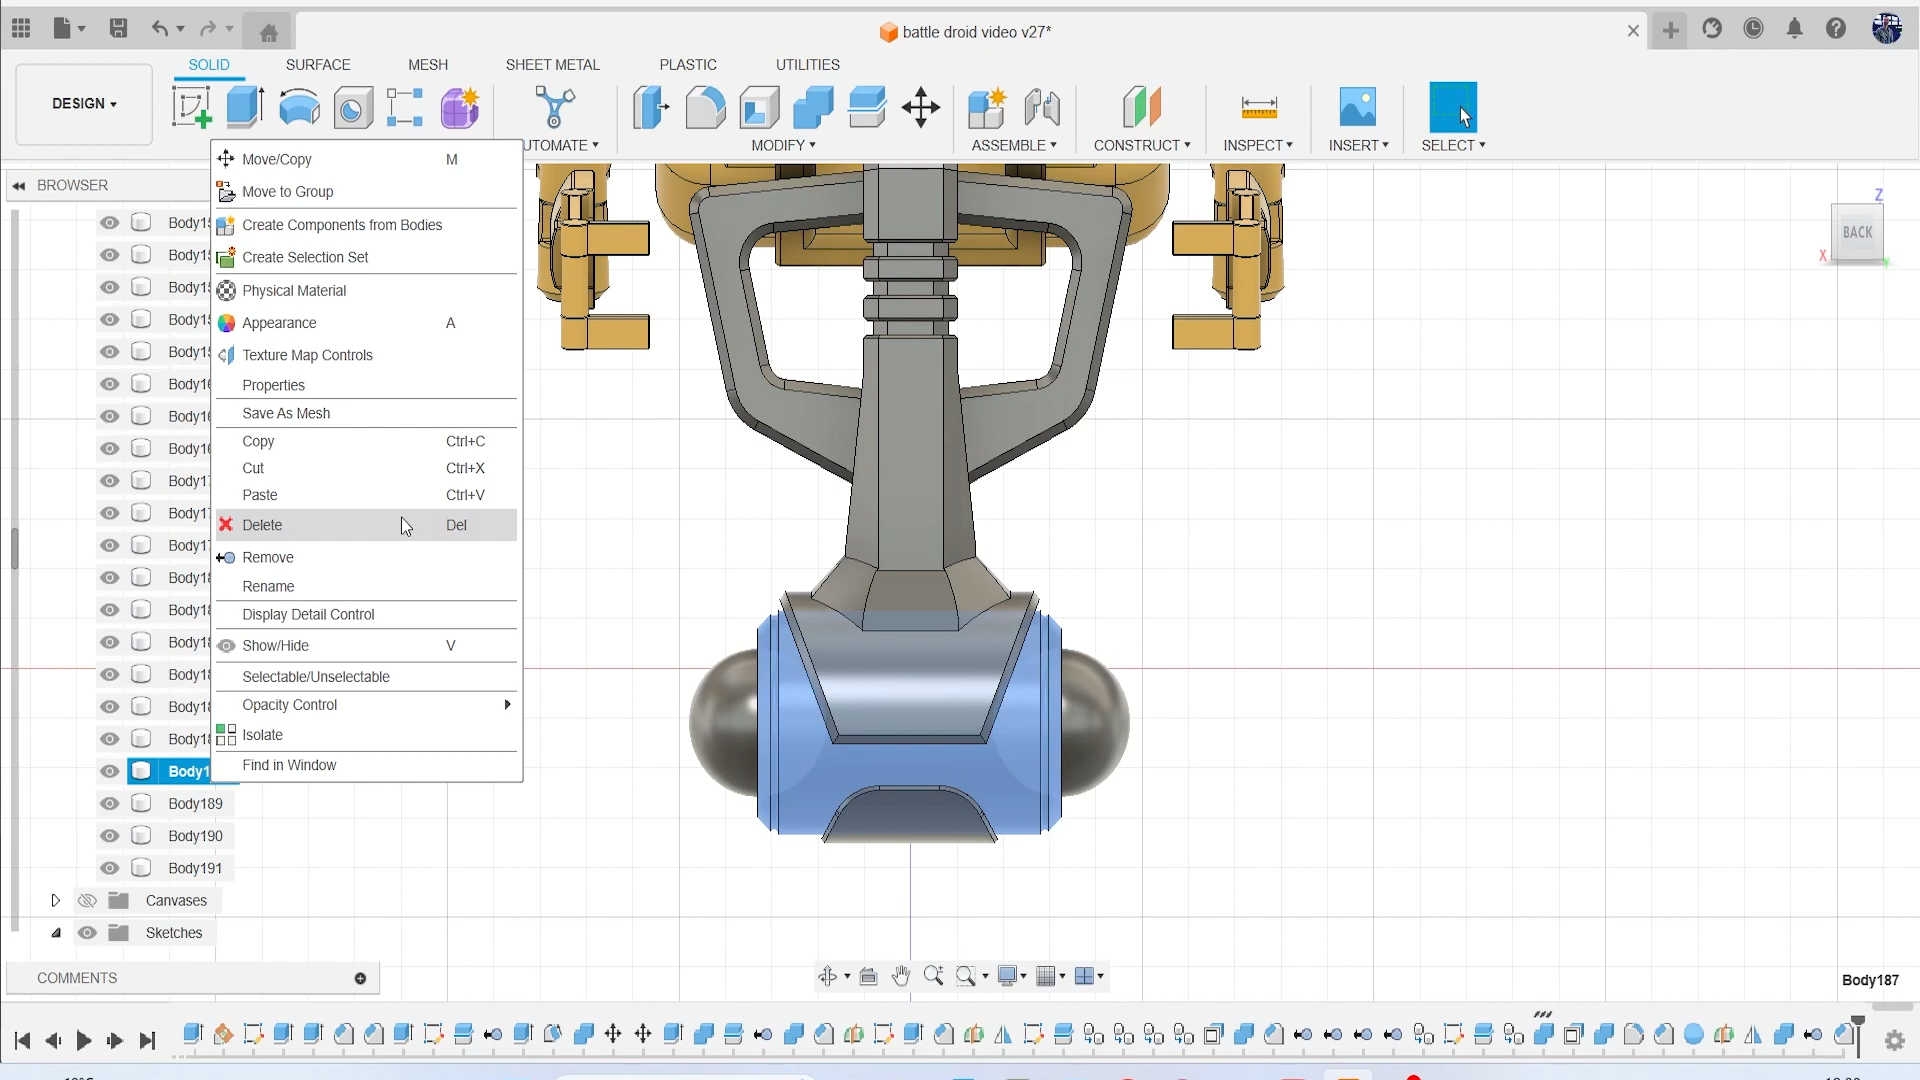 battle droid video v27*
SOLID SURFACE MESH SHEET METAL PLASTIC UTILITIES
DESIGN
MODIFY ASSEMBLE CONSTRUCT INSPECT INSERT SELECT
BROWSER
Move/Copy M
Move to Group
Create Components from Bodies
Create Selection Set
Physical Material
Appearance A
Texture Map Controls
Properties
Save As Mesh
Copy Ctrl+C
Cut Ctrl+X
Paste Ctrl+V
Delete Del
Remove
Rename
Display Detail Control
Show/Hide V
Selectable/Unselectable
Opacity Control
Isolate
Find in Window
Body189
Body190
Body191
Canvases
Sketches
COMMENTS
Z
BACK
X
Body187